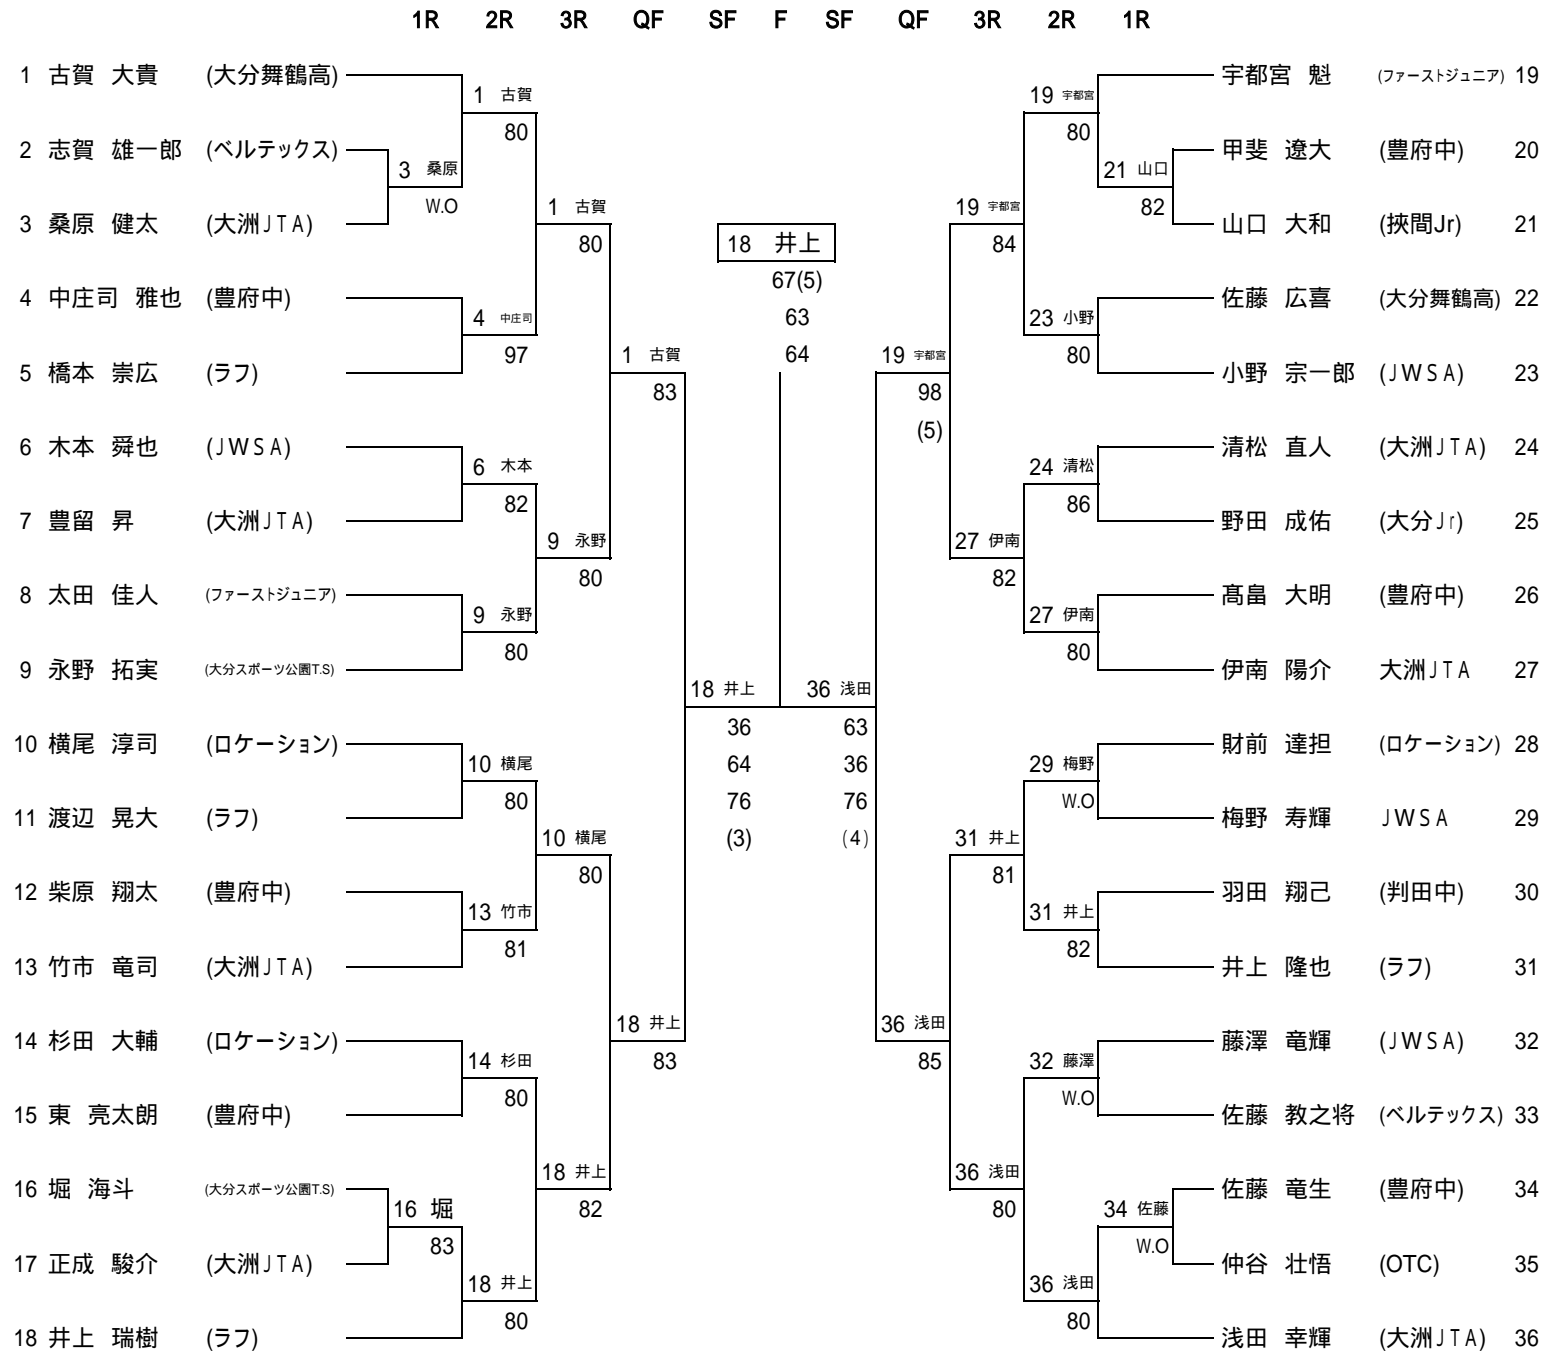 1R 2R 3R QF SF F SF QF 3R 2R 1R
1 古賀 大貴 (大分舞鶴高) 宇都宮 魁 (ファーストジュニア) 19
1 古賀 19 宇都宮
80 80
2 志賀 雄一郎 (ベルテックス) 甲斐 遼大 (豊府中) 20
3 桑原 21 山口
W.O 82
1 古賀 19 宇都宮
3 桑原 健太 (大洲JTA) 山口 大和 (挾間Jr) 21
80 84
18 井上
67(5)
4 中庄司 雅也 (豊府中) 佐藤 広喜 (大分舞鶴高) 22
4 中庄司 63 23 小野
97 80
1 古賀 64 19 宇都宮
5 橋本 崇広 (ラフ) 小野 宗一郎 (JWSA) 23
83 98
(5)
6 木本 舜也 (JWSA) 清松 直人 (大洲JTA) 24
6 木本 24 清松
82 86
7 豊留 昇 (大洲JTA) 野田 成佑 (大分Jr) 25
9 永野 27 伊南
80 82
8 太田 佳人 (ファーストジュニア) 髙畠 大明 (豊府中) 26
9 永野 27 伊南
80 80
9 永野 拓実 (大分スポーツ公園T.S) 伊南 陽介 大洲JTA 27
18 井上 36 浅田
36 63
10 横尾 淳司 (ロケーション) 64 36 財前 達担 (ロケーション) 28
10 横尾 29 梅野
80 76 76 W.O
11 渡辺 晃大 (ラフ) 梅野 寿輝 JWSA 29
10 横尾 (3) (4) 31 井上
80 81
12 柴原 翔太 (豊府中) 羽田 翔己 (判田中) 30
13 竹市 31 井上
81 82
13 竹市 竜司 (大洲JTA) 井上 隆也 (ラフ) 31
18 井上 36 浅田
14 杉田 大輔 (ロケーション) 藤澤 竜輝 (JWSA) 32
14 杉田 83 85 32 藤澤
80 W.O
15 東 亮太朗 (豊府中) 佐藤 教之将 (ベルテックス) 33
18 井上 36 浅田
16 堀 海斗 (大分スポーツ公園T.S) 佐藤 竜生 (豊府中) 34
16 堀 82 80 34 佐藤
83 W.O
17 正成 駿介 (大洲JTA) 仲谷 壮悟 (OTC) 35
18 井上 36 浅田
80 80
18 井上 瑞樹 (ラフ) 浅田 幸輝 (大洲JTA) 36